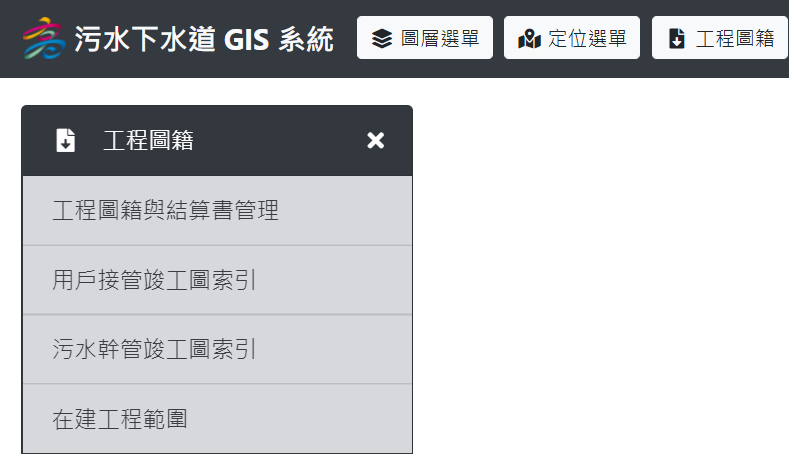 污水下水道 GIS 系統 圖層選單 定位選單 工程圖籍
工程圖籍
工程圖籍與結算書管理
用戶接管竣工圖索引
污水幹管竣工圖索引
在建工程範圍